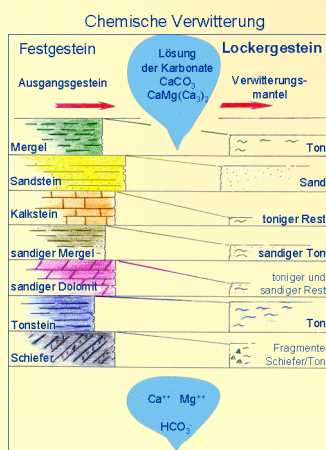 Chemische Verwitterung
Festgestein
Lösung
der Karbonate
CaCO₃
CaMg(Ca₃)₂
Lockergestein
Ausgangsgestein
Verwitterungs-
mantel
Mergel
Ton
Sandstein
Sand
Kalkstein
toniger Rest
sandiger Mergel
sandiger Ton
sandiger Dolomit
toniger und
sandiger Rest
Tonstein
Ton
Schiefer
Fragmente
Schiefer/Ton
Ca⁺⁺ Mg⁺⁺
HCO₃⁻